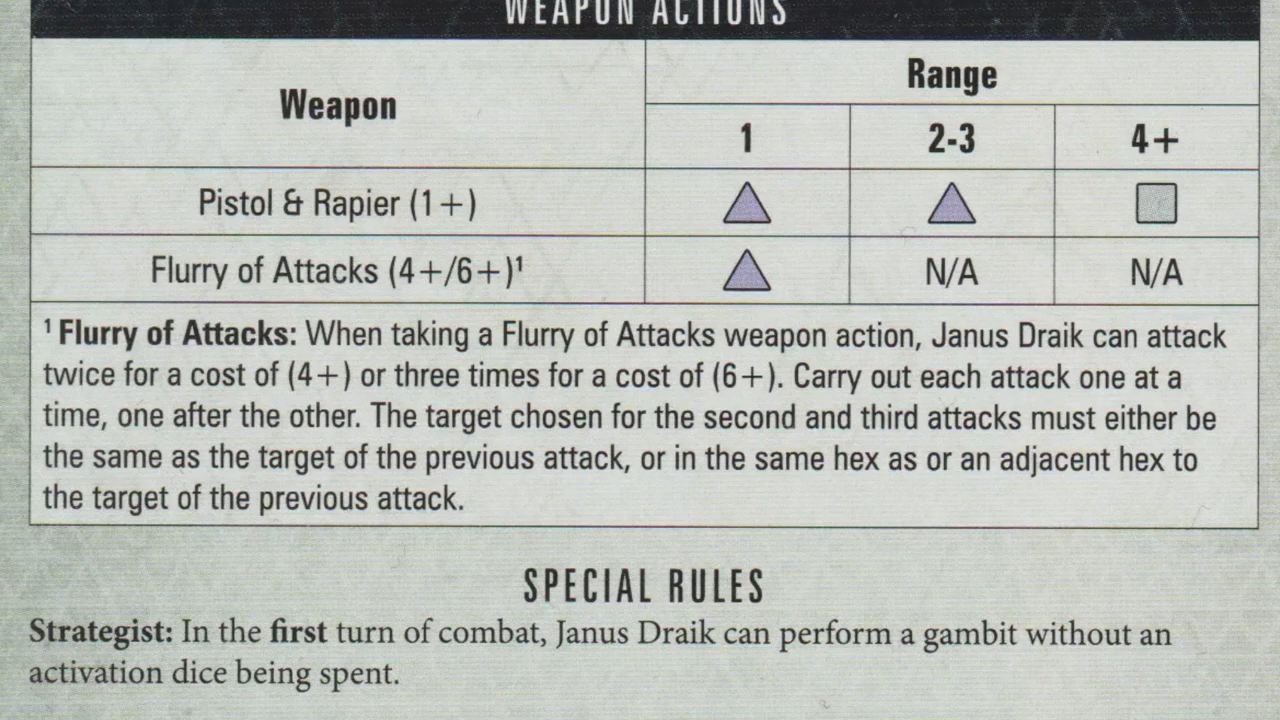 WEAPON ACTIONS
Weapon
Range
1
2-3
4+
Pistol & Rapier (1+)
Flurry of Attacks (4+/6+)¹
N/A
N/A
¹ Flurry of Attacks: When taking a Flurry of Attacks weapon action, Janus Draik can attack
twice for a cost of (4+) or three times for a cost of (6+). Carry out each attack one at a
time, one after the other. The target chosen for the second and third attacks must either be
the same as the target of the previous attack, or in the same hex as or an adjacent hex to
the target of the previous attack.
SPECIAL RULES
Strategist: In the first turn of combat, Janus Draik can perform a gambit without an
activation dice being spent.